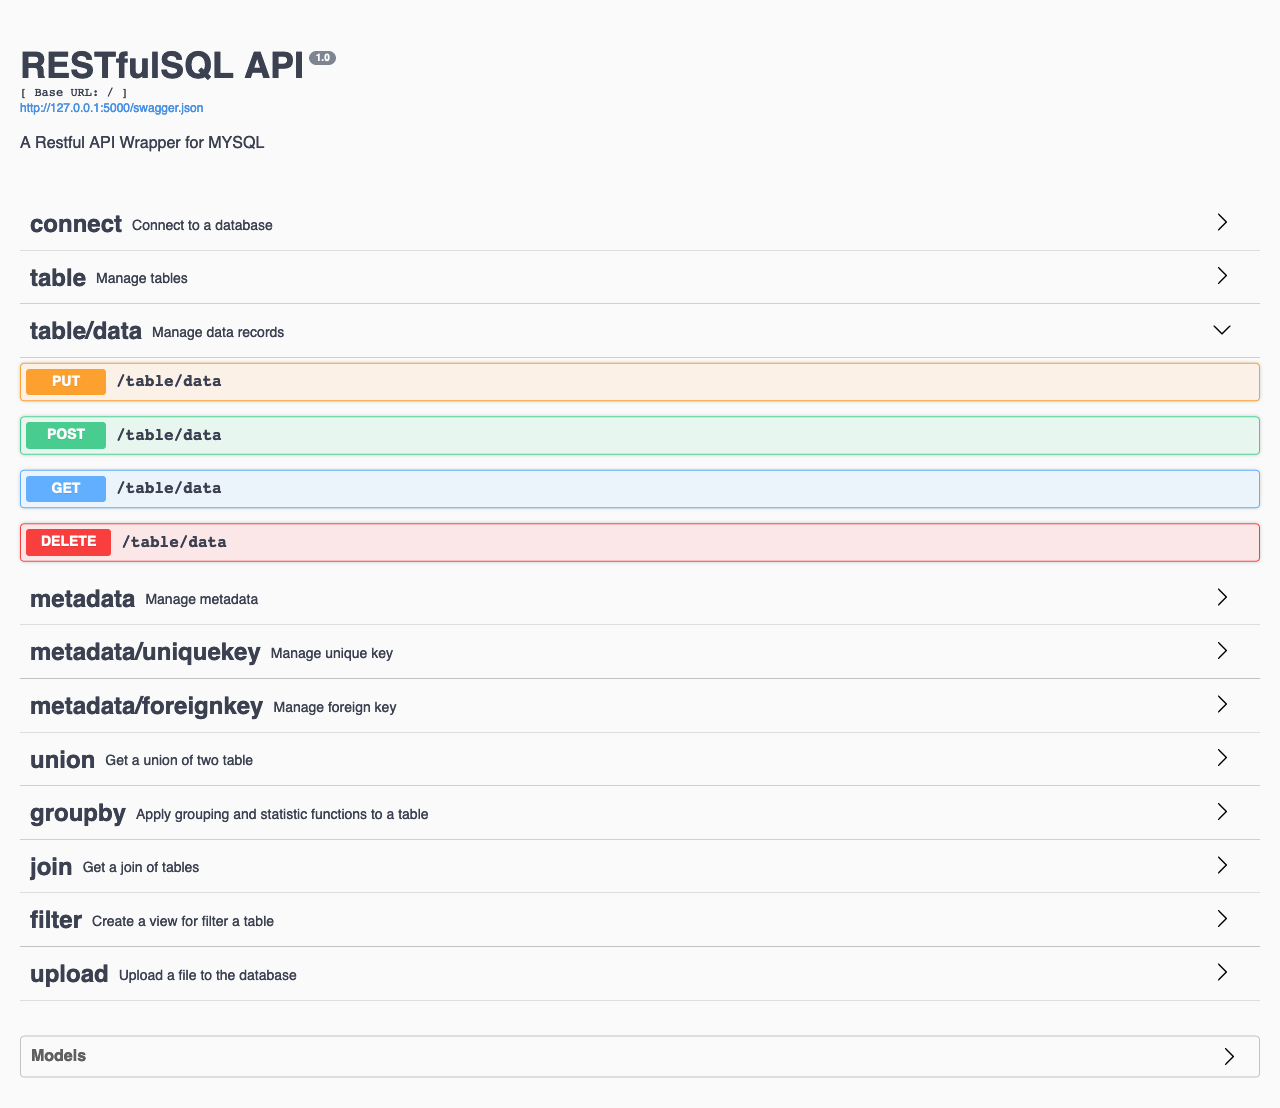 RESTfulSQL API 1.0
[ Base URL: / ]
http://127.0.0.1:5000/swagger.json
A Restful API Wrapper for MYSQL
connect Connect to a database
table Manage tables
table/data Manage data records
PUT /table/data
POST /table/data
GET /table/data
DELETE /table/data
metadata Manage metadata
metadata/uniquekey Manage unique key
metadata/foreignkey Manage foreign key
union Get a union of two table
groupby Apply grouping and statistic functions to a table
join Get a join of tables
filter Create a view for filter a table
upload Upload a file to the database
Models